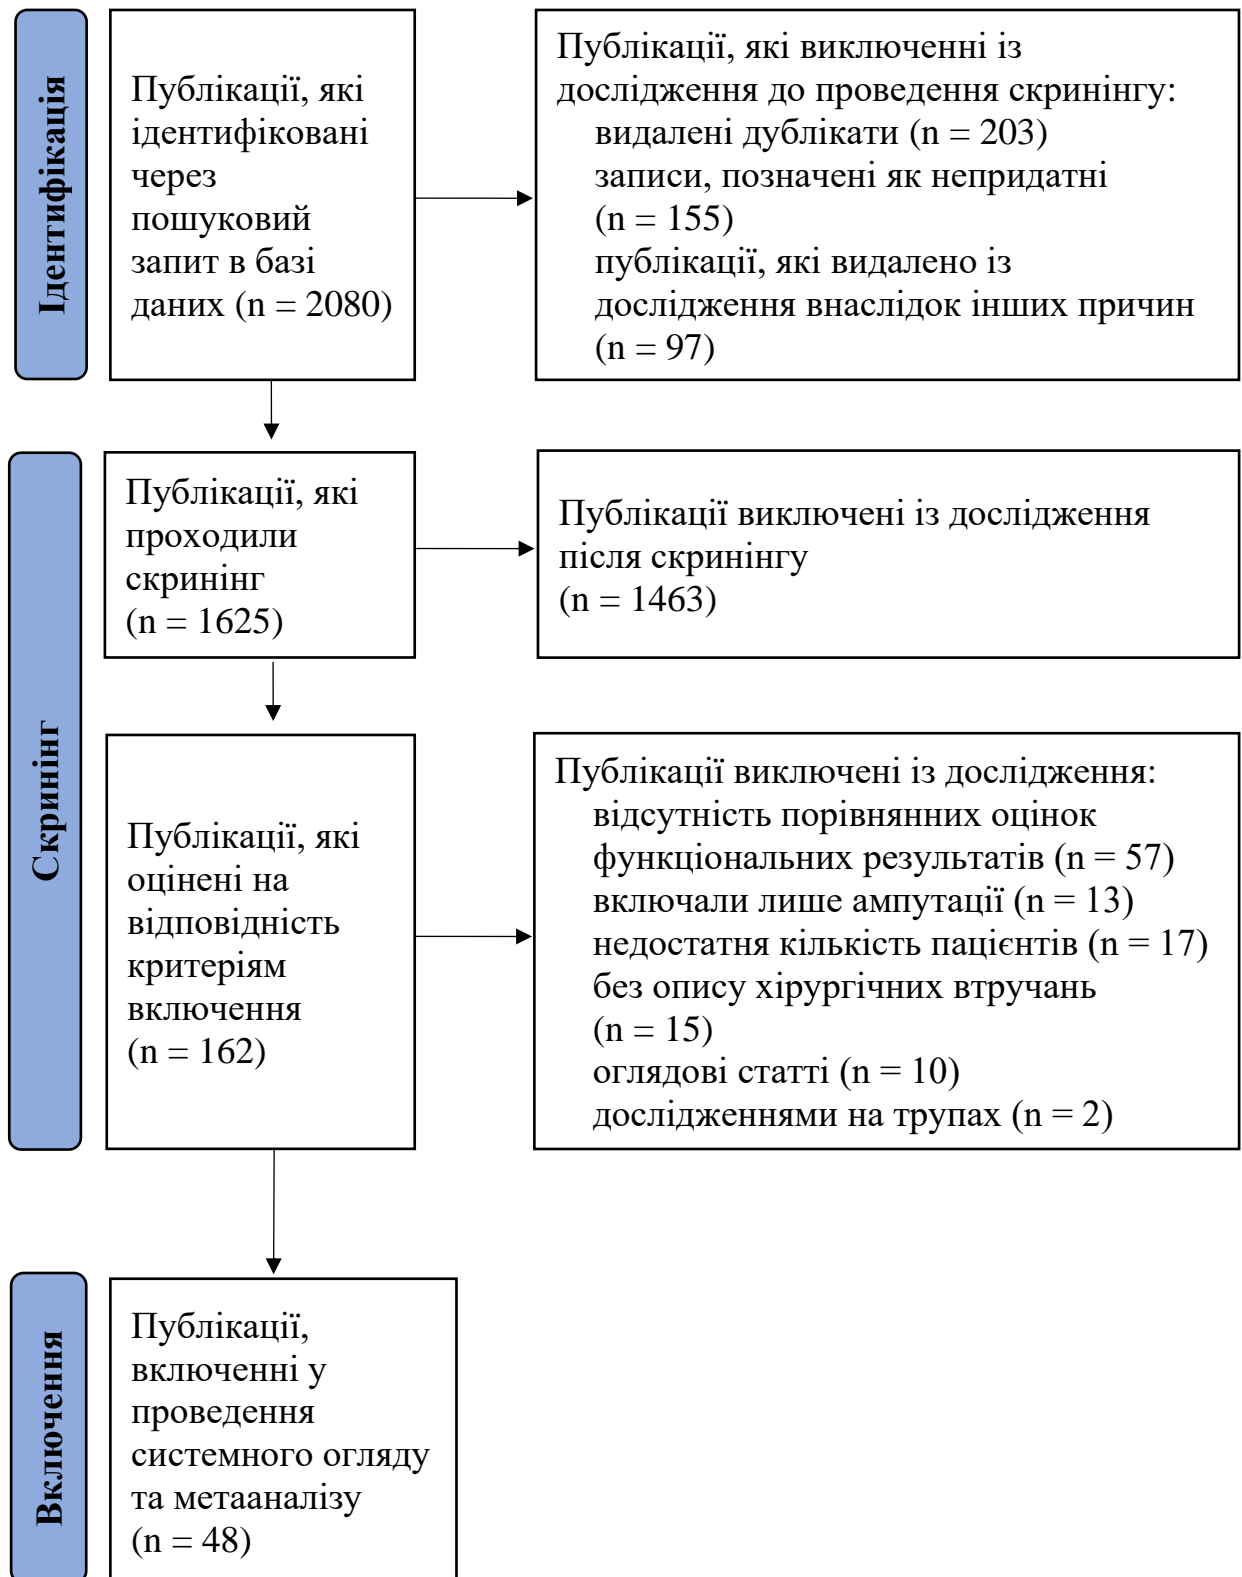 Ідентифікація
Публікації, які
ідентифіковані
через
пошуковий
запит в базі
даних (n = 2080)
Публікації, які виключенні із
дослідження до проведення скринінгу:
видалені дублікати (n = 203)
записи, позначені як непридатні
(n = 155)
публікації, які видалено із
дослідження внаслідок інших причин
(n = 97)
Скринінг
Публікації, які
проходили
скринінг
(n = 1625)
Публікації виключені із дослідження
після скринінгу
(n = 1463)
Публікації, які
оцінені на
відповідність
критеріям
включення
(n = 162)
Публікації виключені із дослідження:
відсутність порівнянних оцінок
функціональних результатів (n = 57)
включали лише ампутації (n = 13)
недостатня кількість пацієнтів (n = 17)
без опису хірургічних втручань
(n = 15)
оглядові статті (n = 10)
дослідженнями на трупах (n = 2)
Включення
Публікації,
включенні у
проведення
системного огляду
та метааналізу
(n = 48)